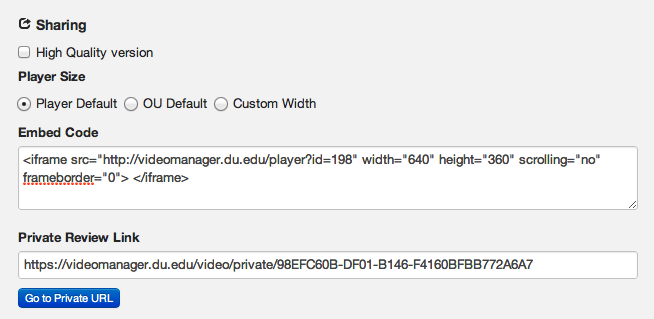 Sharing
High Quality version
Player Size
Player Default OU Default Custom Width
Embed Code
<iframe src="http://videomanager.du.edu/player?id=198" width="640" height="360" scrolling="no"
frameborder="0"> </iframe>
Private Review Link
https://videomanager.du.edu/video/private/98EFC60B-DF01-B146-F4160BFBB772A6A7
Go to Private URL